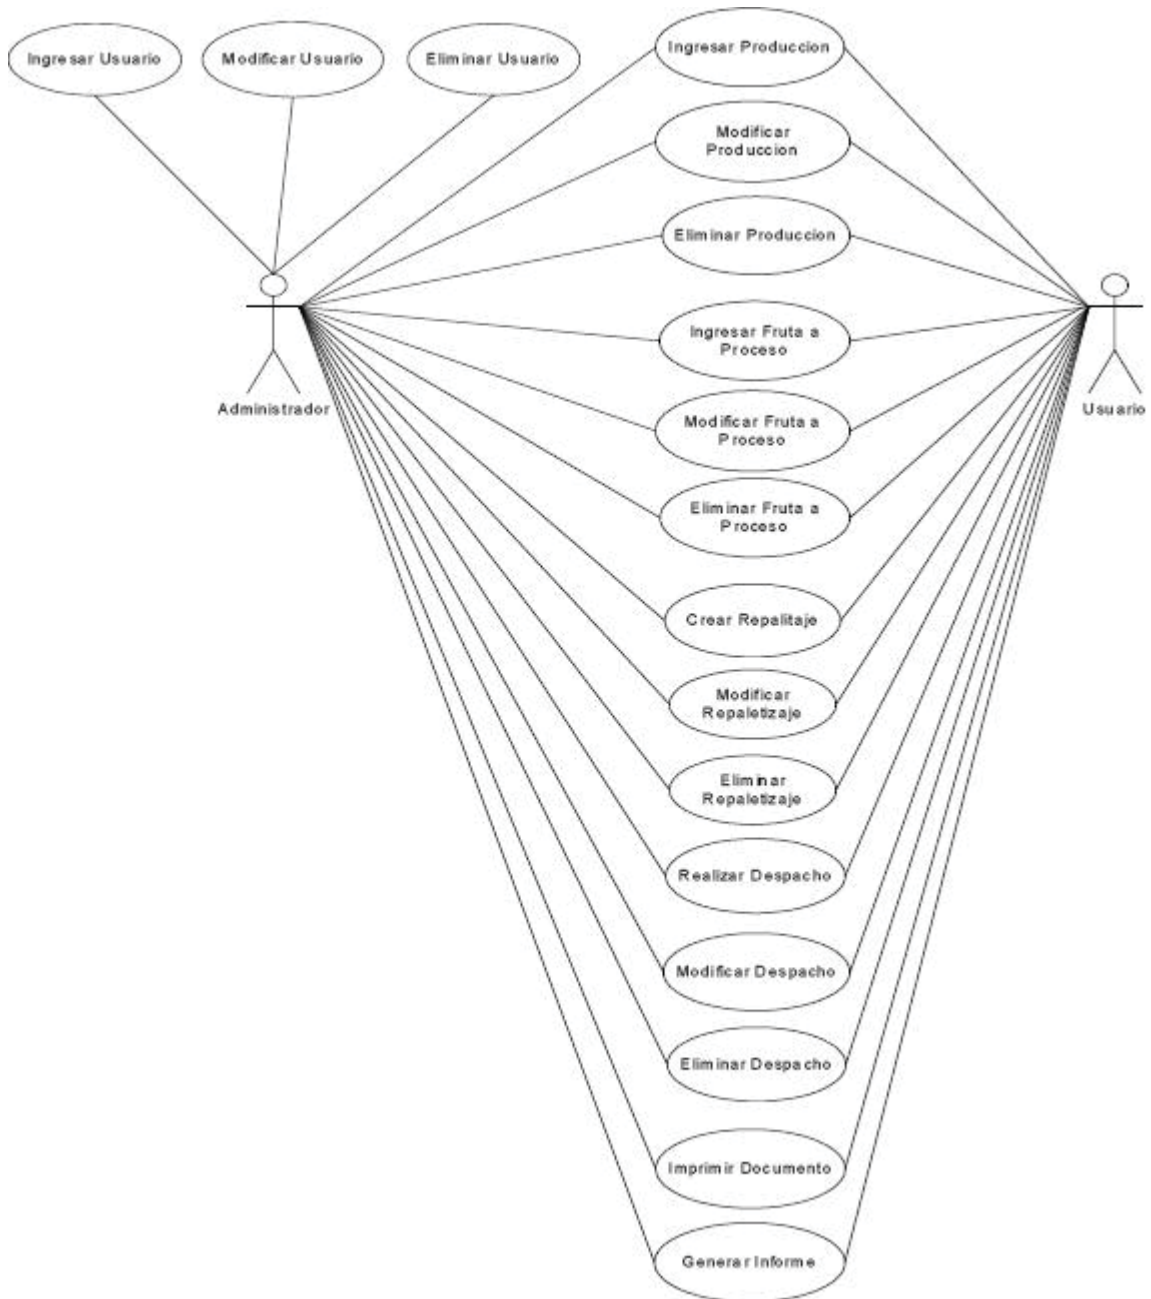 Ingresar Usuario
Modificar Usuario
Eliminar Usuario
Ingresar Produccion
Modificar
Produccion
Eliminar Produccion
Ingresar Fruta a
Proceso
Administrador
Usuario
Modificar Fruta a
Proceso
Eliminar Fruta a
Proceso
Crear Repalitaje
Modificar
Repaletizaje
Eliminar
Repaletizaje
Realizar Despacho
Modificar Despacho
Eliminar Despacho
Imprimir Documento
Generar Informe